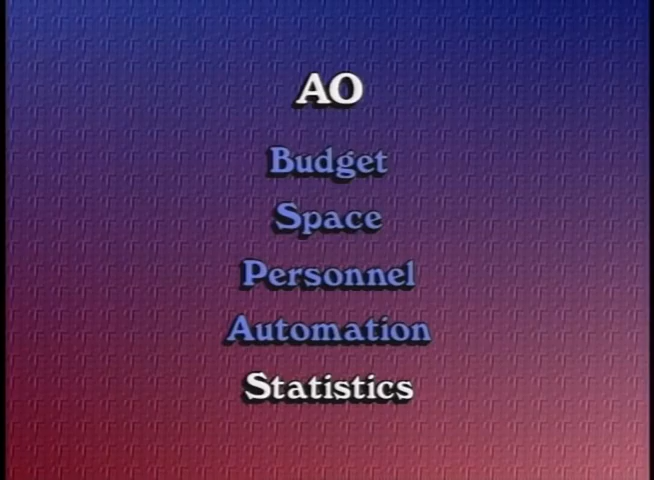 AO
Budget
Space
Personnel
Automation
Statistics